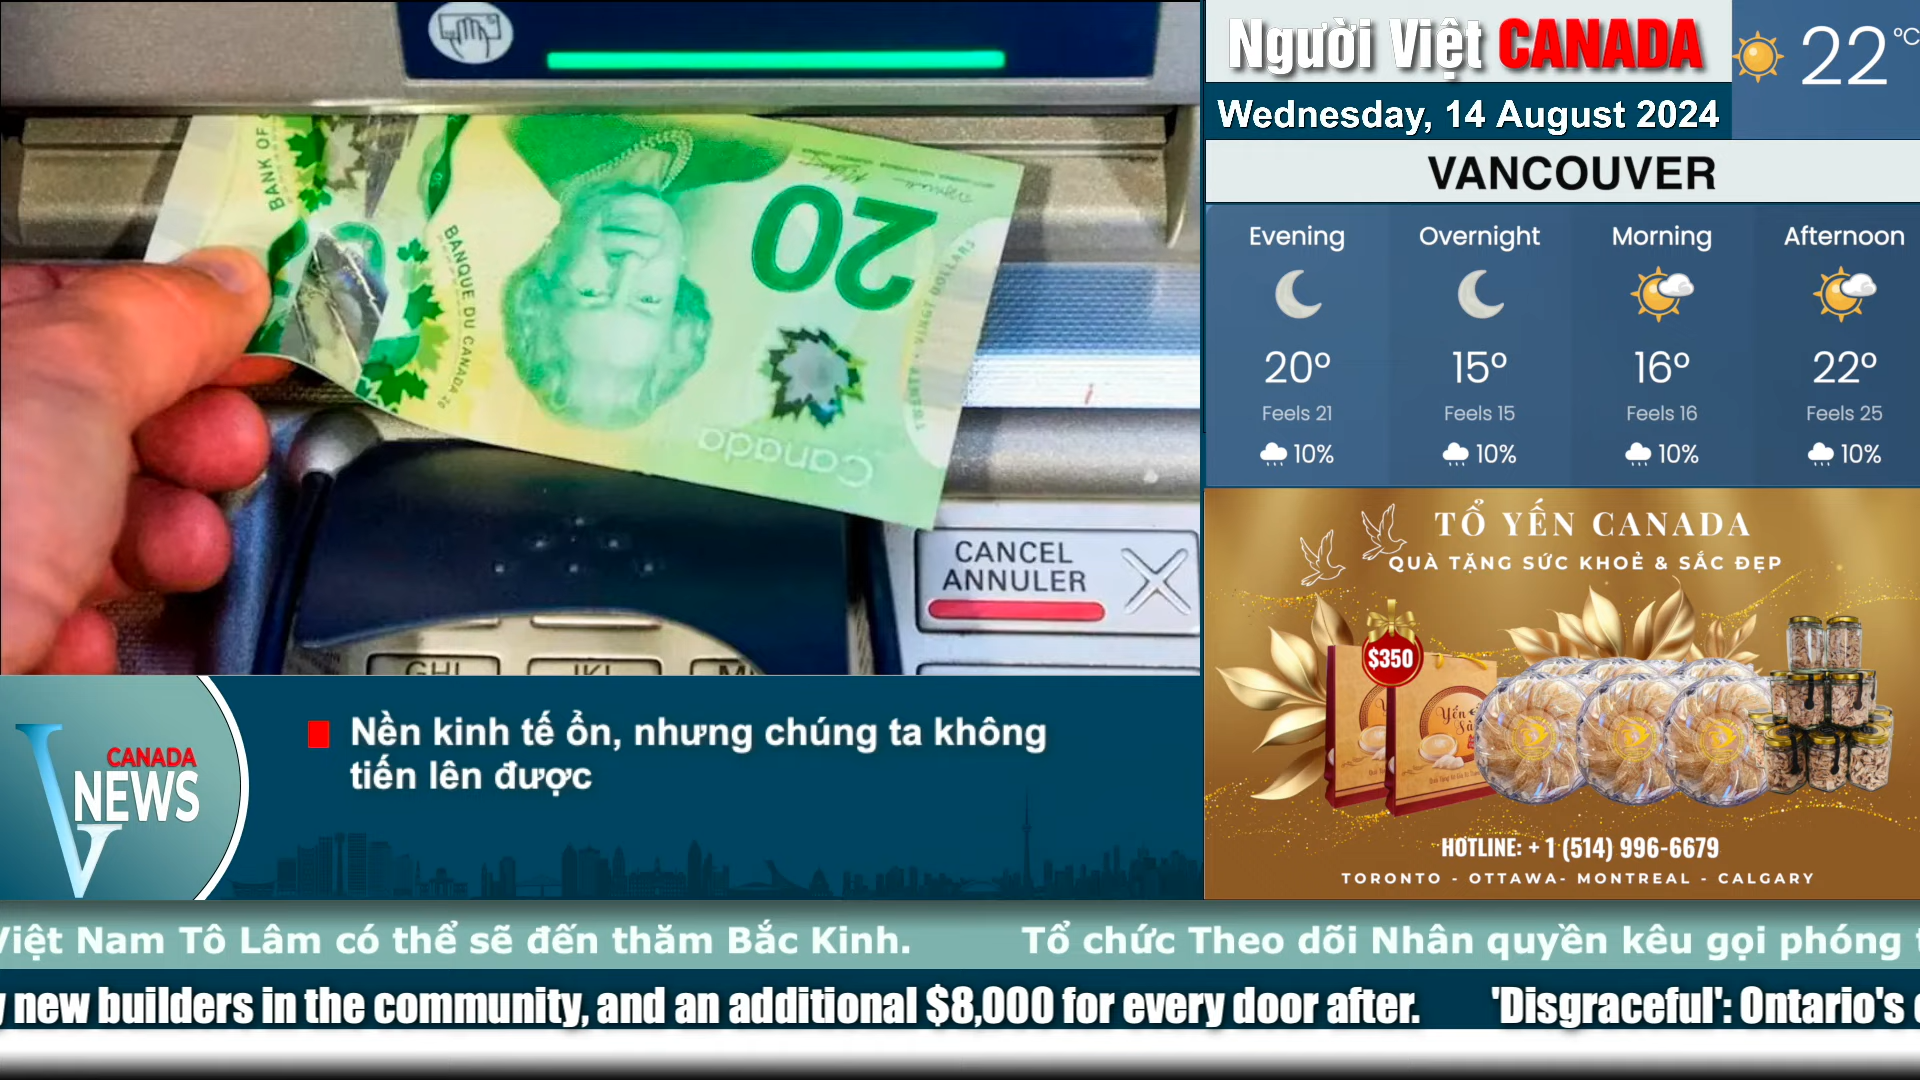 BANK OF
BANQUE DU CANADA
20
Canada
CANCEL
ANNULER
GHI
JKL
Người Việt CANADA
Wednesday, 14 August 2024
22 °C
VANCOUVER
Evening Overnight Morning Afternoon
20° 15° 16° 22°
Feels 21 Feels 15 Feels 16 Feels 25
10% 10% 10% 10%
TỔ YẾN CANADA
QUÀ TẶNG SỨC KHOẺ & SẮC ĐẸP
$350
Yến
Sào
HOTLINE: + 1 (514) 996-6679
TORONTO - OTTAWA- MONTREAL - CALGARY
CANADA
V NEWS
Nền kinh tế ổn, nhưng chúng ta không
tiến lên được
Việt Nam Tô Lâm có thể sẽ đến thăm Bắc Kinh. Tổ chức Theo dõi Nhân quyền kêu gọi phóng
new builders in the community, and an additional $8,000 for every door after. 'Disgraceful': Ontario's